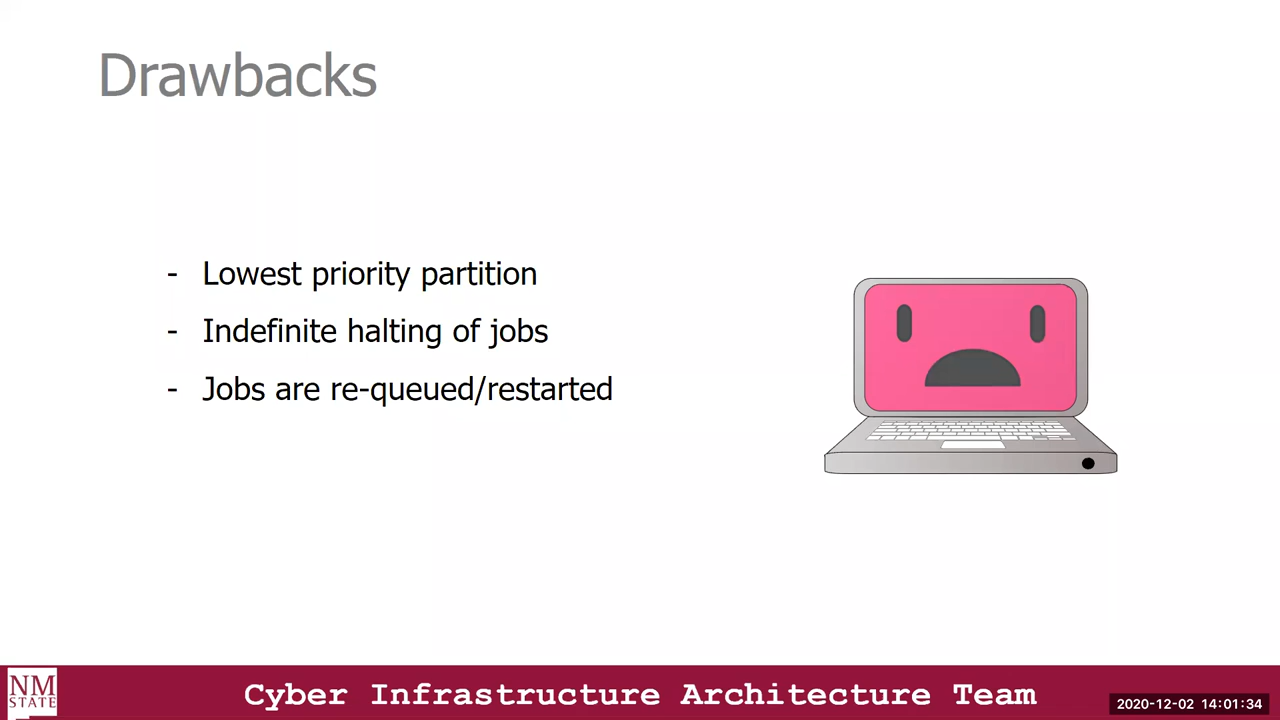 Drawbacks
- Lowest priority partition
- Indefinite halting of jobs
- Jobs are re-queued/restarted
NM
STATE
Cyber Infrastructure Architecture Team
2020-12-02 14:01:34